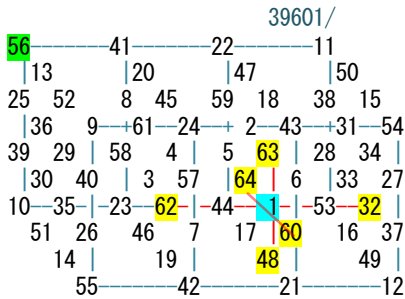 39601/
56-------41-------22-------11
|13 |20 |47 |50
25 52 8 45 59 18 38 15
|36 9--+61--24--+ 2--43--+31--54
39 29| 58 4| 5 63 |28 34|
|30 40| |3 57| 64 |6 |33 27
10--35-|-23---62-|--44--1-|--53---32
51 26 46 7 17 60 16 37
14| 19| 48 | 49|
55-------42-------21-------12